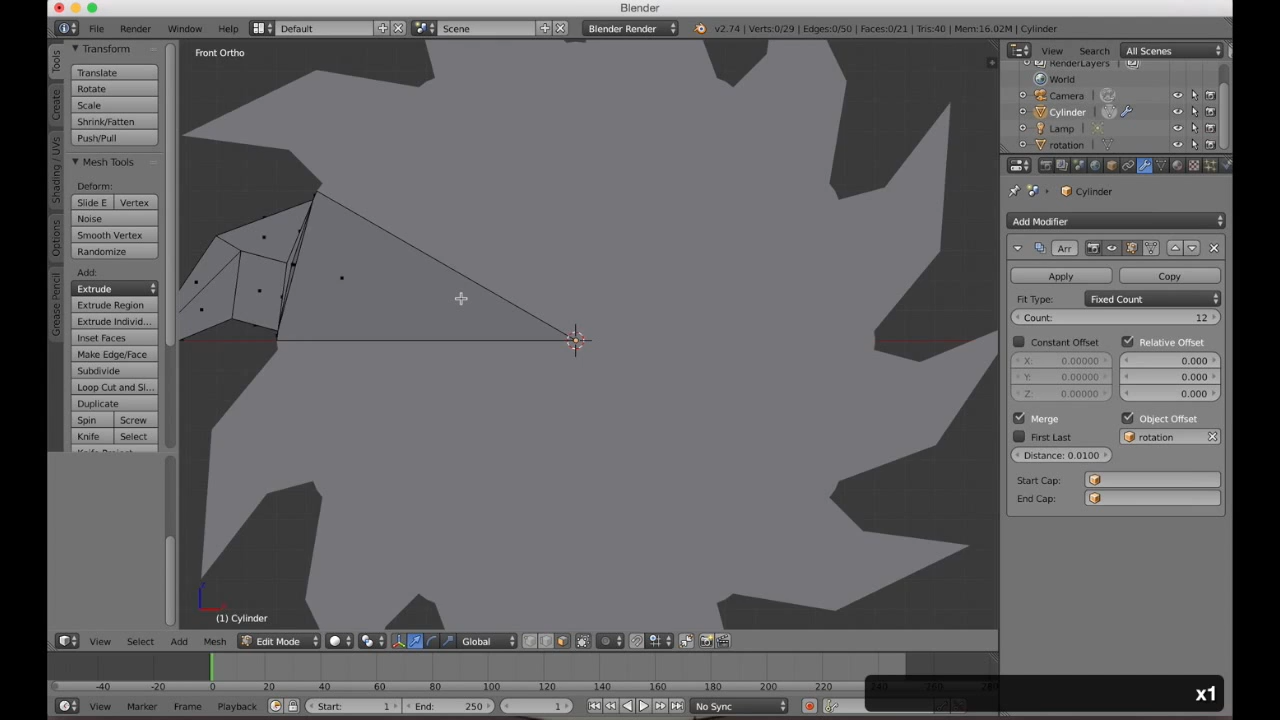 Blender
File Render Window Help Default Scene Blender Render v2.74 | Verts:0/29 | Edges:0/50 | Faces:0/21 | Tris:40 | Mem:16.02M | Cylinder
Tools
Create
Shading / UVs
Options
Grease Pencil
Transform
Translate
Rotate
Scale
Shrink/Fatten
Push/Pull
Mesh Tools
Deform:
Slide E Vertex
Noise
Smooth Vertex
Randomize
Add:
Extrude
Extrude Region
Extrude Individ...
Inset Faces
Make Edge/Face
Subdivide
Loop Cut and Sl...
Duplicate
Spin Screw
Knife Select
Front Ortho
(1) Cylinder
View Search All Scenes
RenderLayers
World
Camera
Cylinder
Lamp
rotation
Cylinder
Add Modifier
Arr
Apply Copy
Fit Type: Fixed Count
Count: 12
Constant Offset Relative Offset
X: 0.00000 0.000
Y: 0.00000 0.000
Z: 0.00000 0.000
Merge Object Offset
First Last rotation
Distance: 0.0100
Start Cap:
End Cap:
View Select Add Mesh Edit Mode Global
-40 -20 0 20 40 60 80 100 120 140 160 180 200 220 240 260 280
View Marker Frame Playback Start: 1 End: 250 1 No Sync
x1